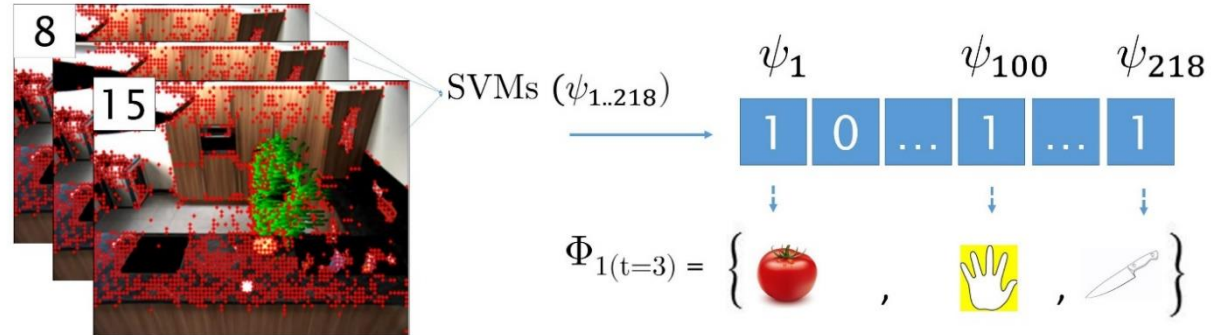 8
15
SVMs (ψ1..218)
ψ1 ψ100 ψ218
1 0 ... 1 ... 1
Φ1(t=3) = { , , }